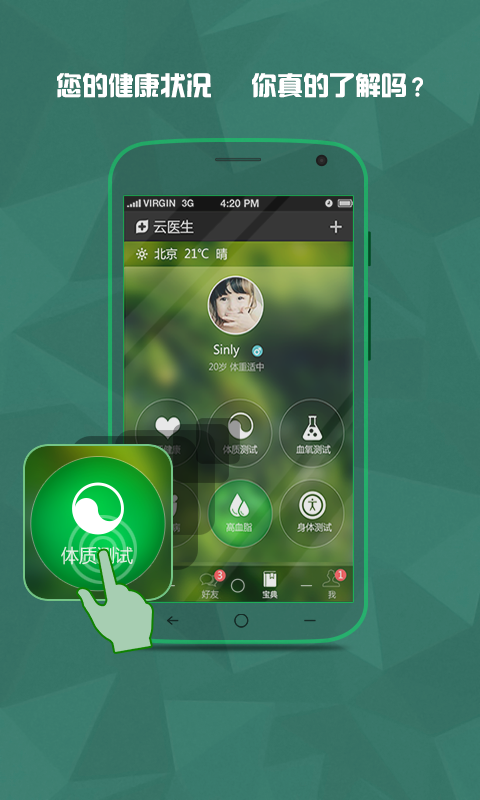 您的健康状况 你真的了解吗？
VIRGIN 3G 4:20 PM
云医生
北京 21℃ 晴
Sinly
20岁 体重适中
健康 体质测试 血氧测试
病 高血脂 身体测试
体质测试
3 1
好友 宝典 我